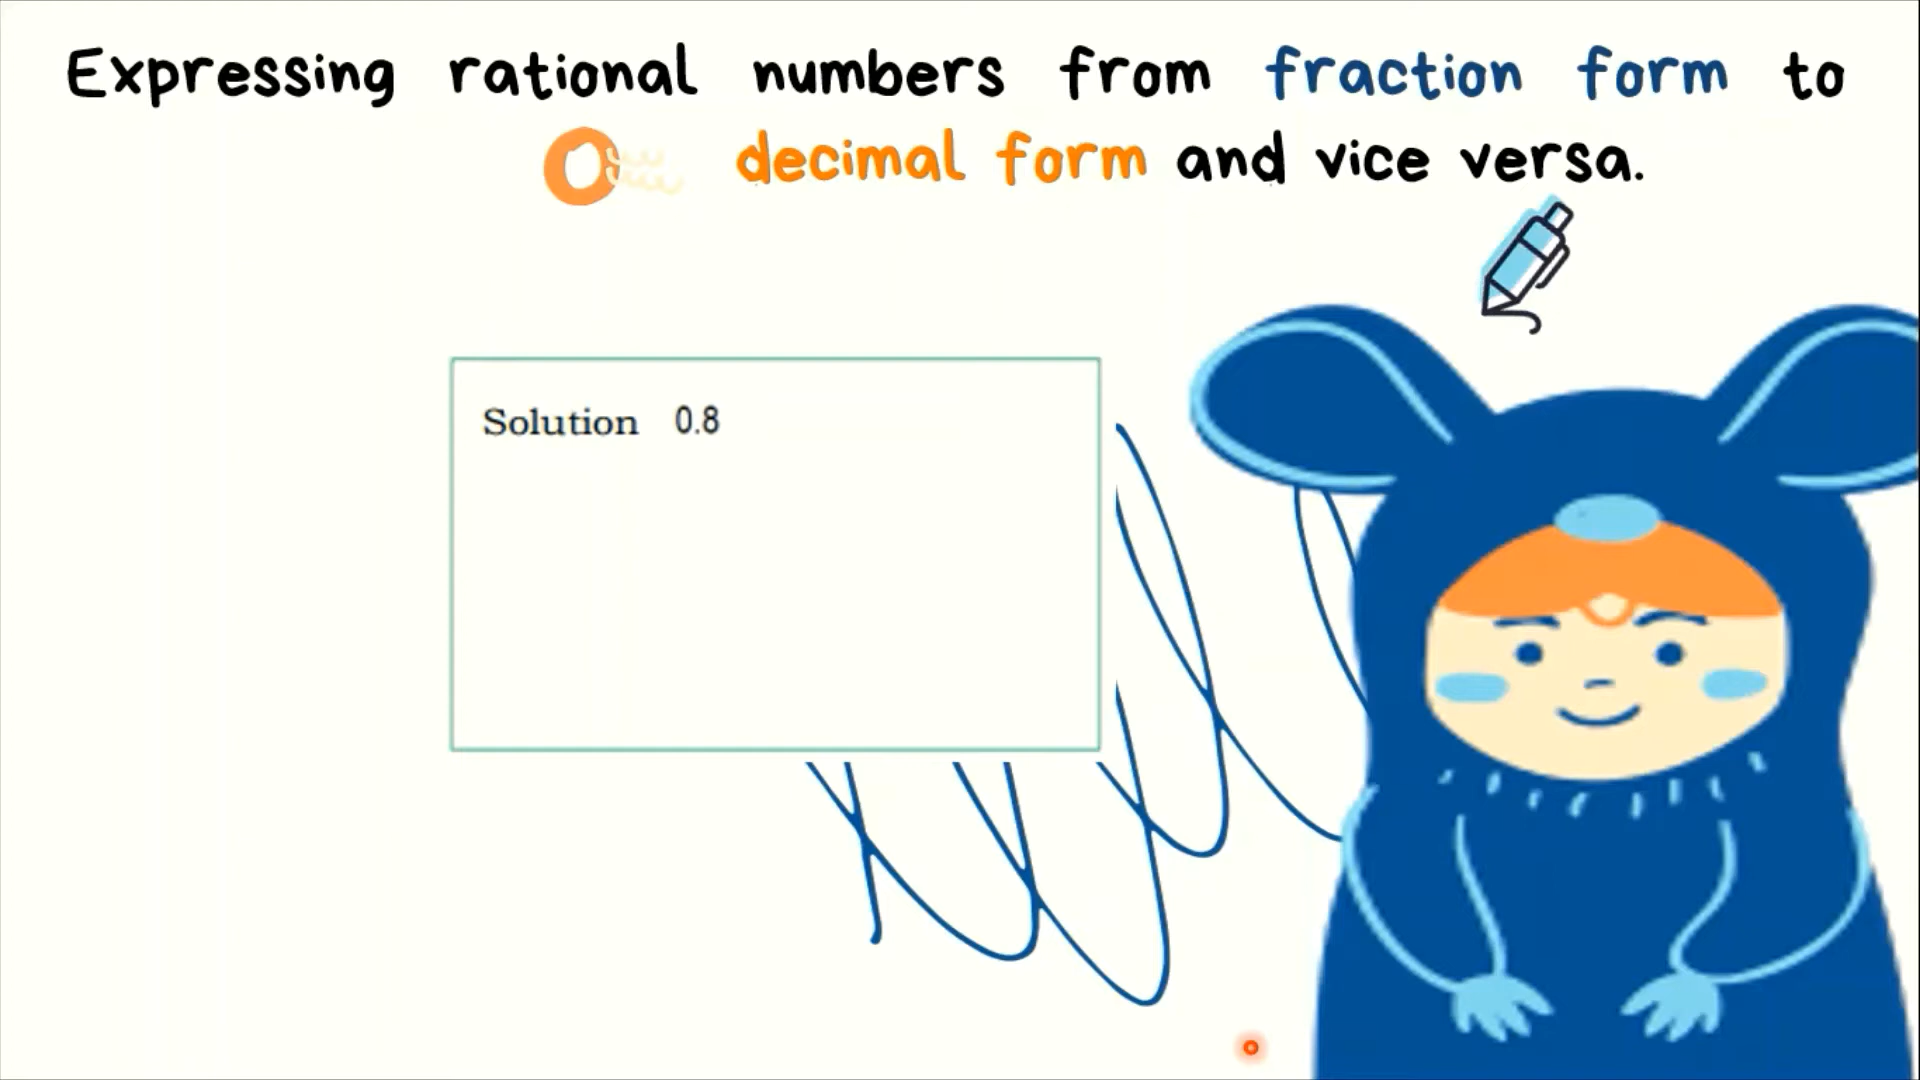 Expressing rational numbers from fraction form to
decimal form and vice versa.
Solution 0.8